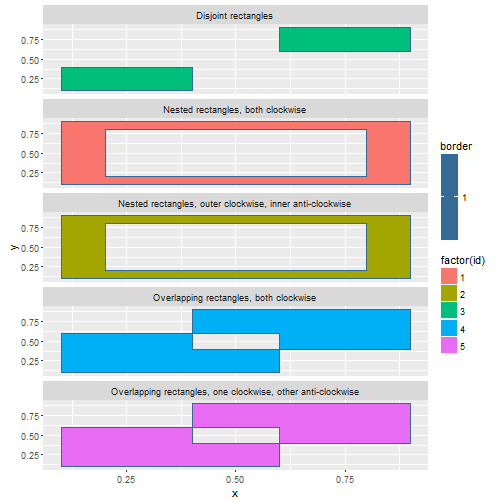 Disjoint rectangles
0.75
0.50
0.25
Nested rectangles, both clockwise
0.75
0.50
0.25
Nested rectangles, outer clockwise, inner anti-clockwise
0.75
0.50
0.25
Overlapping rectangles, both clockwise
0.75
0.50
0.25
Overlapping rectangles, one clockwise, other anti-clockwise
0.75
0.50
0.25
0.25
0.50
0.75
x
y
border
1
factor(id)
1
2
3
4
5